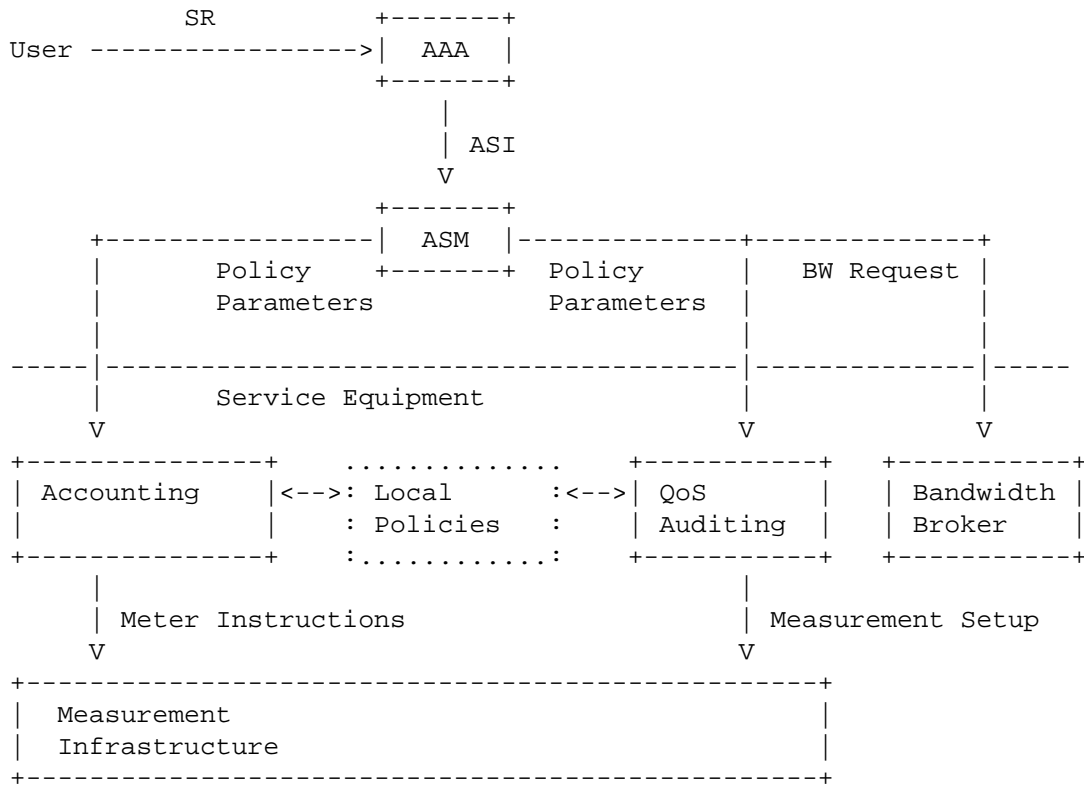 SR
User AAA
ASI
ASM
Policy Policy BW Request
Parameters Parameters
Service Equipment
Accounting Local QoS Bandwidth
Policies Auditing Broker
Meter Instructions Measurement Setup
Measurement
Infrastructure